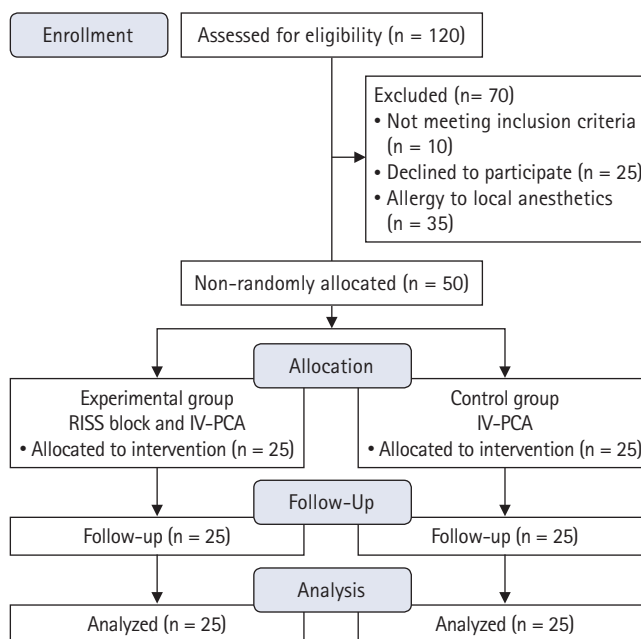 Enrollment
Assessed for eligibility (n = 120)
Excluded (n= 70)
• Not meeting inclusion criteria
(n = 10)
• Declined to participate (n = 25)
• Allergy to local anesthetics
(n = 35)
Non-randomly allocated (n = 50)
Allocation
Experimental group
RISS block and IV-PCA
• Allocated to intervention (n = 25)
Control group
IV-PCA
• Allocated to intervention (n = 25)
Follow-Up
Follow-up (n = 25)
Follow-up (n = 25)
Analysis
Analyzed (n = 25)
Analyzed (n = 25)